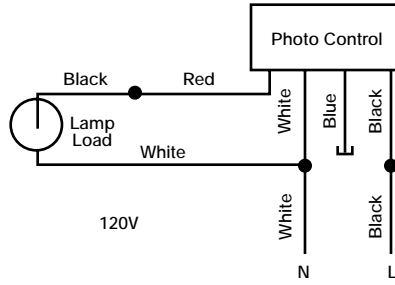 Photo Control
Black
Red
Lamp
Load
White
White
Blue
Black
120V
White
Black
N
L